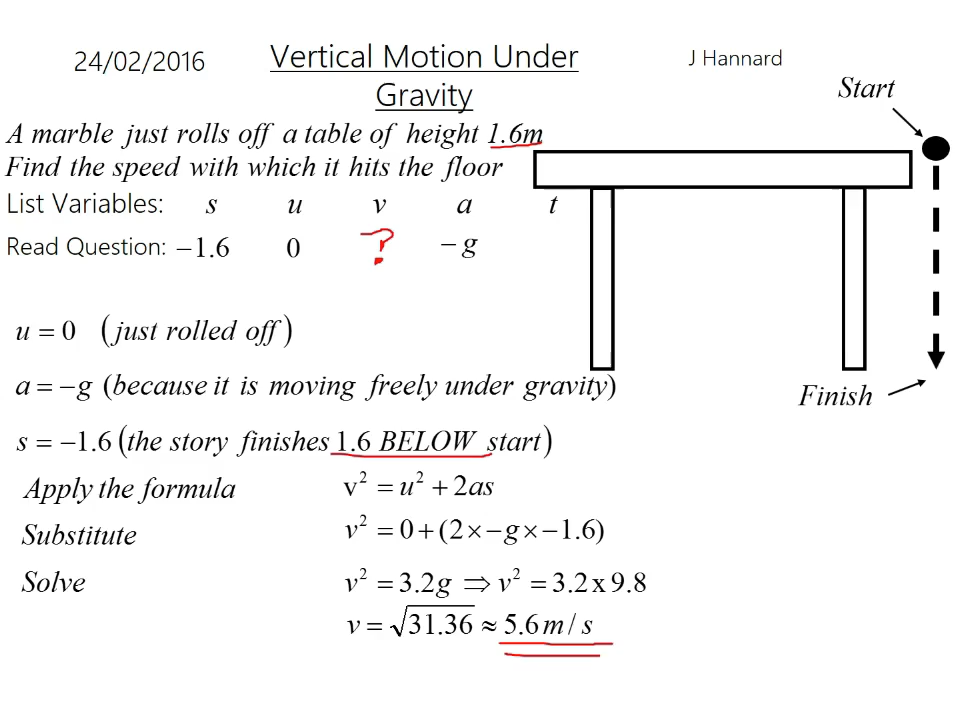 24/02/2016
Vertical Motion Under
Gravity
J Hannard
Start
A marble just rolls off a table of height 1.6m
Find the speed with which it hits the floor
List Variables: s u v a t
Read Question: −1.6 0 ? −g
u = 0 (just rolled off)
a = −g (because it is moving freely under gravity)
Finish
s = −1.6 (the story finishes 1.6 BELOW start)
Apply the formula v² = u² + 2as
Substitute v² = 0 + (2 × −g × −1.6)
Solve v² = 3.2g ⇒ v² = 3.2 x 9.8
v = √31.36 ≈ 5.6 m / s